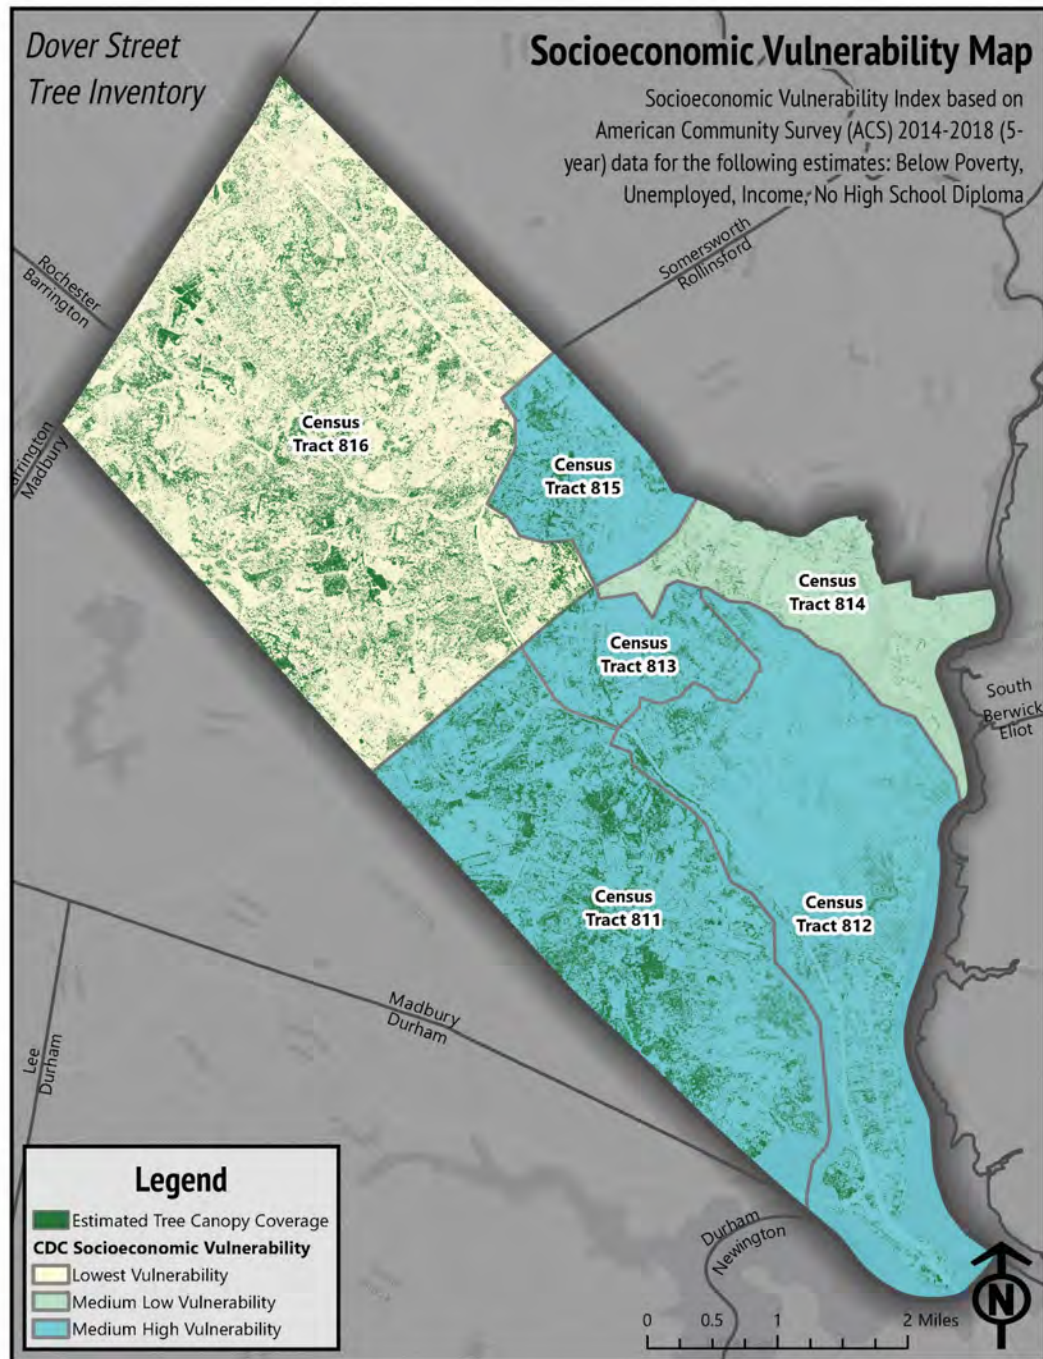 Dover Street
Tree Inventory
Socioeconomic Vulnerability Map
Socioeconomic Vulnerability Index based on
American Community Survey (ACS) 2014-2018 (5-
year) data for the following estimates: Below Poverty,
Unemployed, Income, No High School Diploma
Somersworth
Rollinsford
Rochester
Barrington
arrington
Madbury
Census
Tract 816
Census
Tract 815
Census
Tract 814
Census
Tract 813
South
Berwick
Eliot
Census
Tract 811
Census
Tract 812
Madbury
Durham
Lee
Durham
Durham
Newington
Legend
Estimated Tree Canopy Coverage
CDC Socioeconomic Vulnerability
Lowest Vulnerability
Medium Low Vulnerability
Medium High Vulnerability
N
0 0.5 1 2 Miles